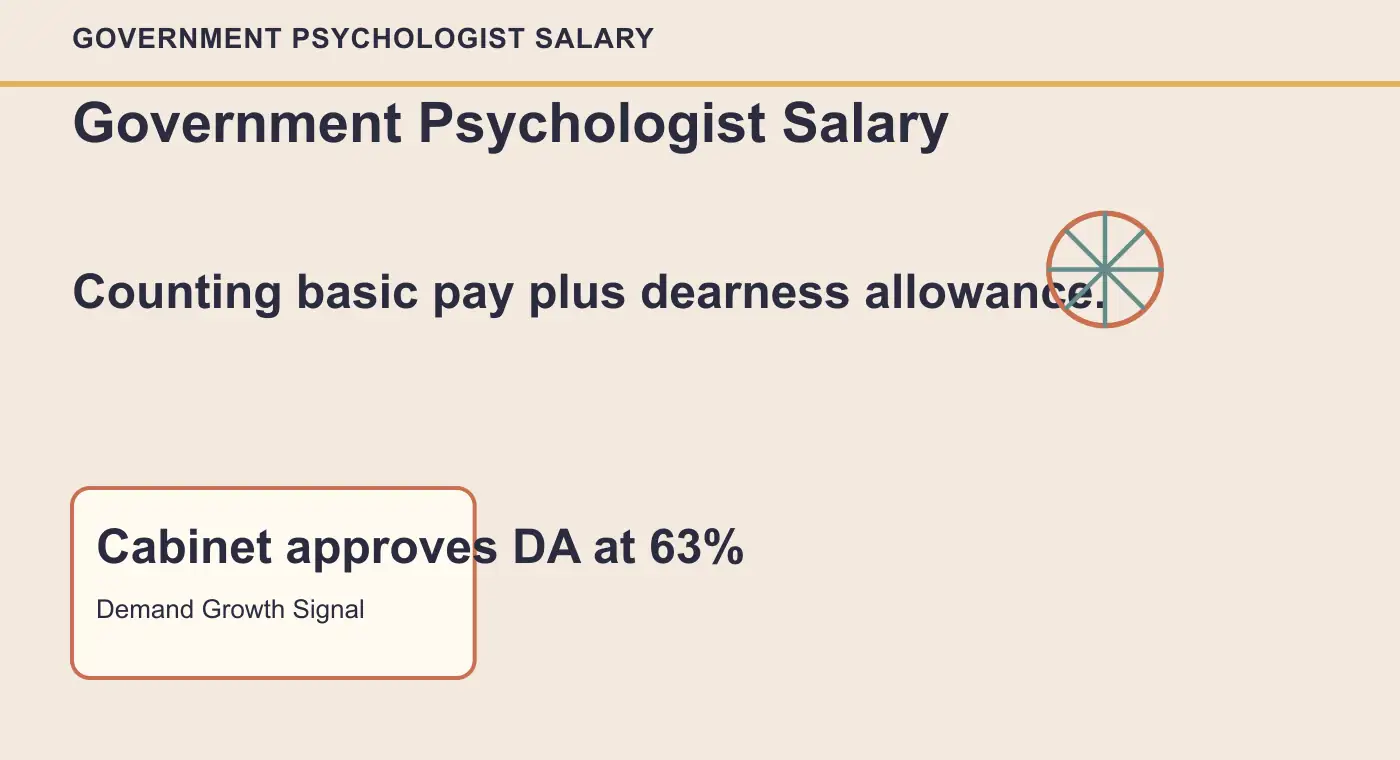 GOVERNMENT PSYCHOLOGIST SALARY
Government Psychologist Salary
Counting basic pay plus dearness allowance.
Cabinet approves DA at 63%
Demand Growth Signal